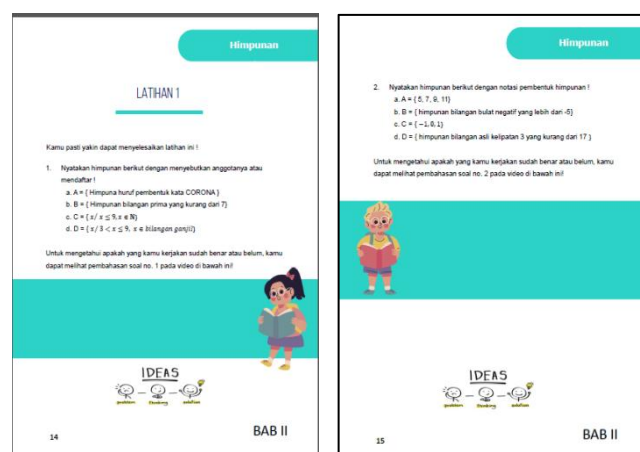 Himpunan
LATIHAN 1
Kamu pasti yakin dapat menyelesaikan latihan ini !
1. Nyatakan himpunan berikut dengan menyebutkan anggotanya atau
mendaftar !
a. A = { Himpuna huruf pembentuk kata CORONA }
b. B = { Himpunan bilangan prima yang kurang dari 7}
c. C = { x/ x ≤ 9, x ∈ N}
d. D = { x/ 3 < x ≤ 9, x ∈ bilangan ganjil}
Untuk mengetahui apakah yang kamu kerjakan sudah benar atau belum, kamu
dapat melihat pembahasan soal no. 1 pada video di bawah ini!
IDEAS
problem thinking solution
14
BAB II
Himpunan
2. Nyatakan himpunan berikut dengan notasi pembentuk himpunan !
a. A = { 5, 7, 9, 11}
b. B = { himpunan bilangan bulat negatif yang lebih dari -5}
c. C = { −1,0,1}
d. D = { himpunan bilangan asli kelipatan 3 yang kurang dari 17 }
Untuk mengetahui apakah yang kamu kerjakan sudah benar atau belum, kamu
dapat melihat pembahasan soal no. 2 pada video di bawah ini!
IDEAS
problem thinking solution
15
BAB II